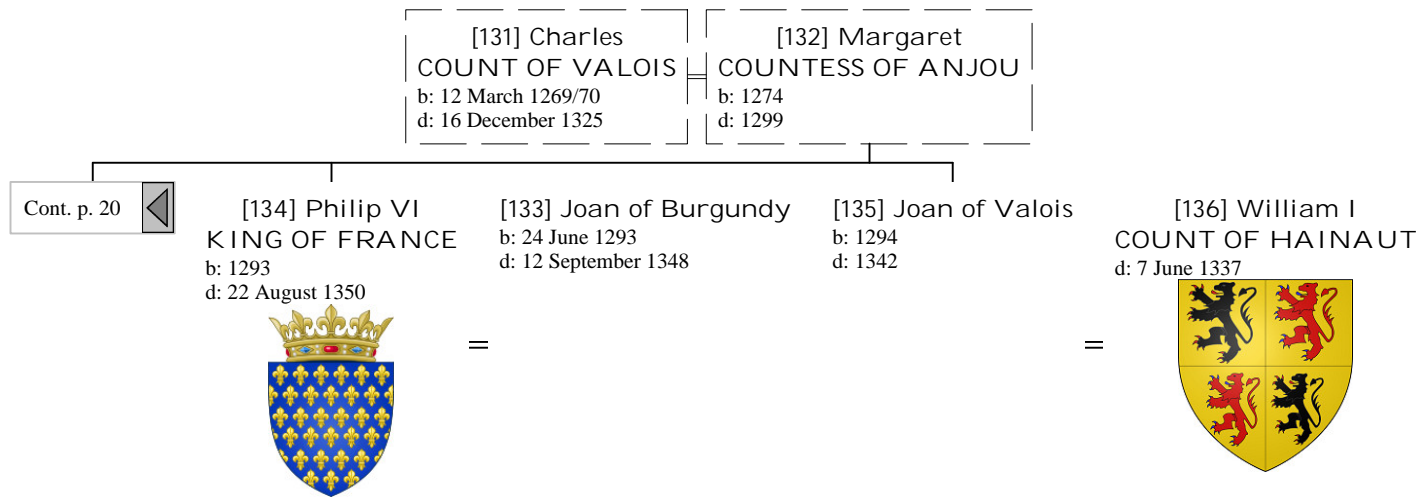 [131] Charles
COUNT OF VALOIS
b: 12 March 1269/70
d: 16 December 1325
[132] Margaret
COUNTESS OF ANJOU
b: 1274
d: 1299
=
Cont. p. 20
[134] Philip VI
KING OF FRANCE
b: 1293
d: 22 August 1350
=
[133] Joan of Burgundy
b: 24 June 1293
d: 12 September 1348
[135] Joan of Valois
b: 1294
d: 1342
=
[136] William I
COUNT OF HAINAUT
d: 7 June 1337